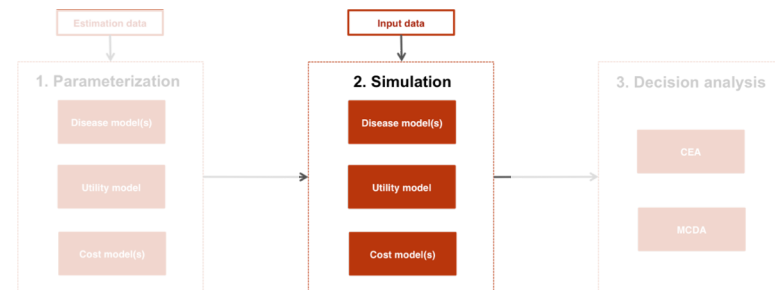 Estimation data
Input data
1. Parameterization
2. Simulation
3. Decision analysis
Disease model(s)
Disease model(s)
CEA
Utility model
Utility model
MCDA
Cost model(s)
Cost model(s)